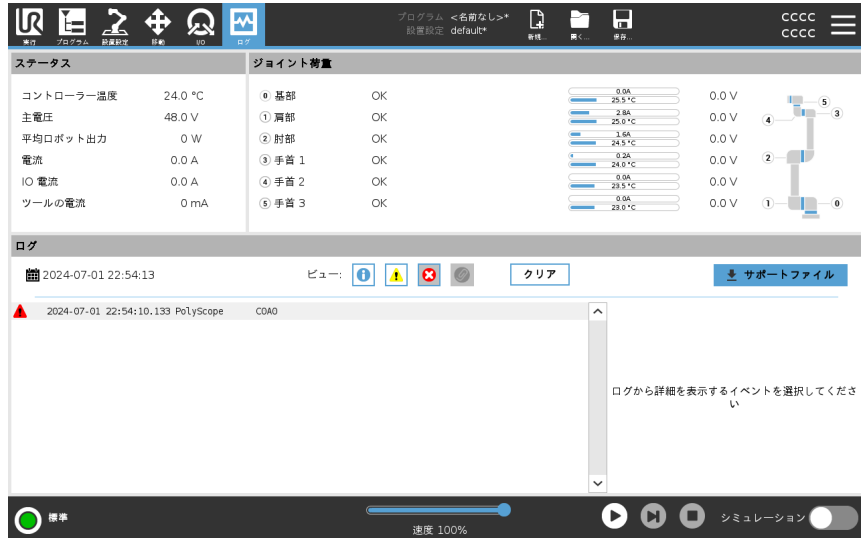 UR
実行
プログラム
設置設定
移動
I/O
ログ
プログラム <名前なし>*
設置設定 default*
新規...
開く...
保存...
CCCC
CCCC
ステータス
コントローラー温度 24.0 °C
主電圧 48.0 V
平均ロボット出力 0 W
電流 0.0 A
IO 電流 0.0 A
ツールの電流 0 mA
ジョイント荷重
0 基部 OK 0.0A 25.5 °C 0.0 V
1 肩部 OK 2.8A 25.0 °C 0.0 V
2 肘部 OK 1.6A 24.5 °C 0.0 V
3 手首 1 OK 0.2A 24.0 °C 0.0 V
4 手首 2 OK 0.0A 23.5 °C 0.0 V
5 手首 3 OK 0.0A 23.0 °C 0.0 V
5
4 3
2
1 0
ログ
2024-07-01 22:54:13 ビュー: クリア サポートファイル
2024-07-01 22:54:10.133 PolyScope C0A0
ログから詳細を表示するイベントを選択してくださ
い
標準
速度 100%
シミュレーション